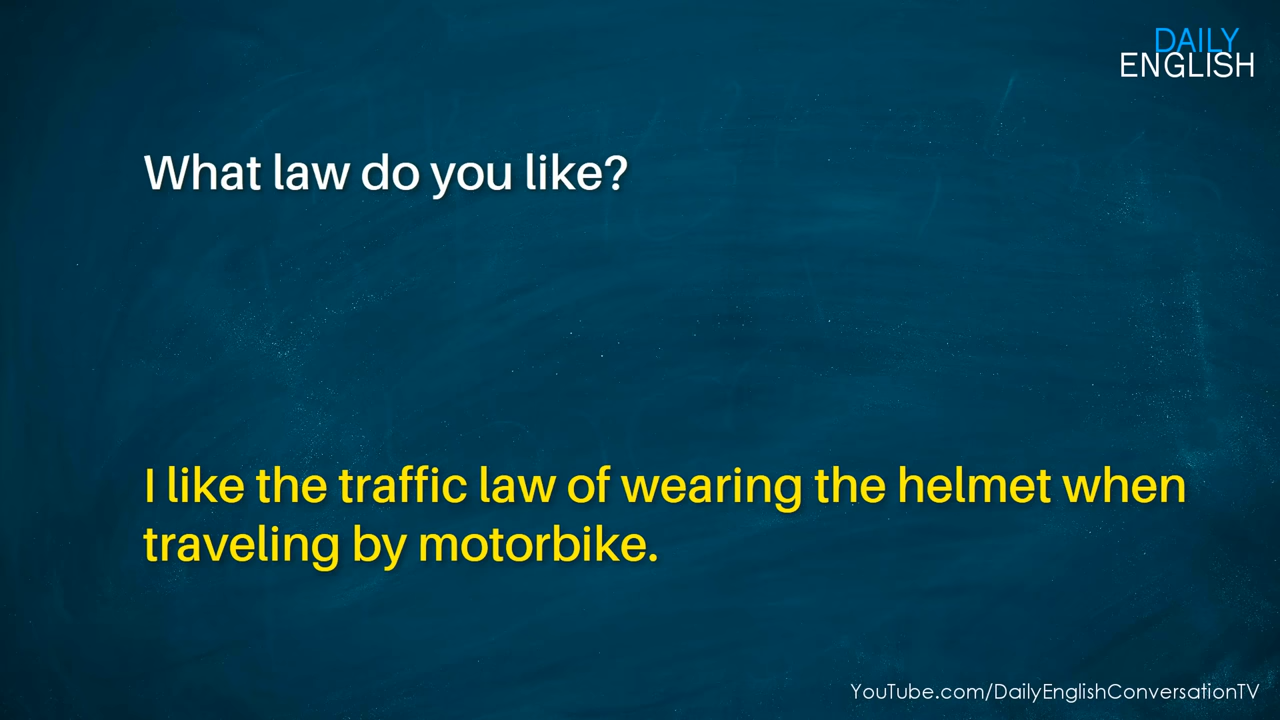 DAILY
ENGLISH
What law do you like?
I like the traffic law of wearing the helmet when
traveling by motorbike.
YouTube.com/DailyEnglishConversationTV